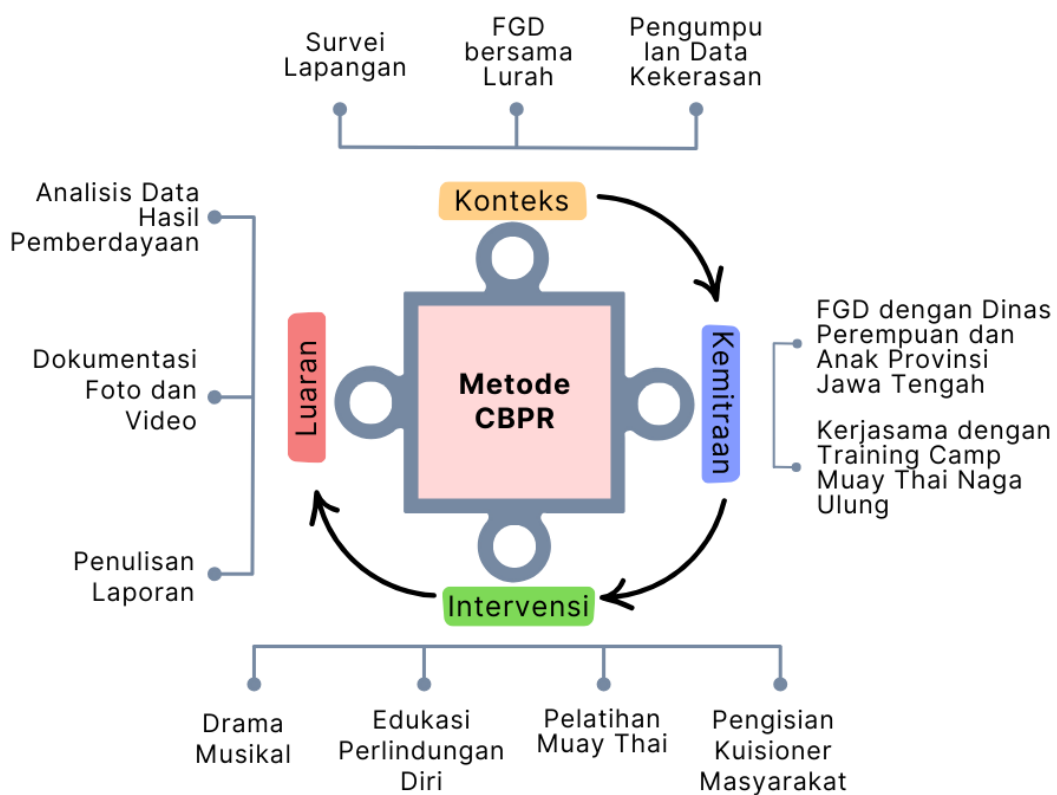 Survei
Lapangan
FGD
bersama
Lurah
Pengumpu
lan Data
Kekerasan
Konteks
Analisis Data
Hasil
Pemberdayaan
Dokumentasi
Foto dan
Video
Penulisan
Laporan
Luaran
Metode
CBPR
Kemitraan
FGD dengan Dinas
Perempuan dan
Anak Provinsi
Jawa Tengah
Kerjasama dengan
Training Camp
Muay Thai Naga
Ulung
Intervensi
Drama
Musikal
Edukasi
Perlindungan
Diri
Pelatihan
Muay Thai
Pengisian
Kuisioner
Masyarakat